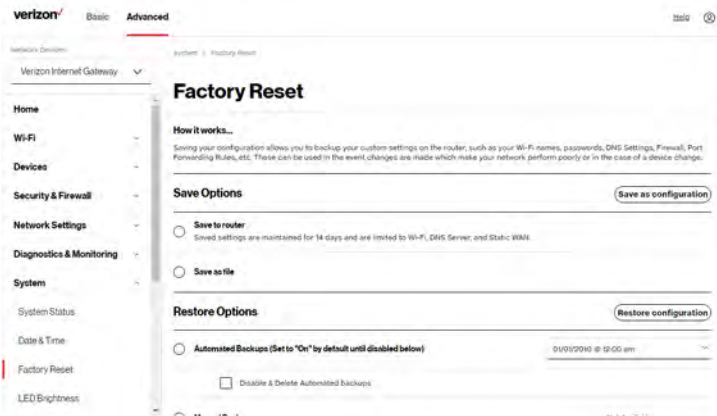 verizon Basic Advanced Help
Network Devices
Verizon Internet Gateway
Home
Wi-Fi
Devices
Security & Firewall
Network Settings
Diagnostics & Monitoring
System
System Status
Date & Time
Factory Reset
LED Brightness
System > Factory Reset
Factory Reset
How it works...
Saving your configuration allows you to backup your custom settings on the router, such as your Wi-Fi names, passwords, DNS Settings, Firewall, Port
Forwarding Rules, etc. These can be used in the event changes are made which make your network perform poorly or in the case of a device change.
Save Options Save as configuration
Save to router
Saved settings are maintained for 14 days and are limited to Wi-Fi, DNS Server, and Static WAN.
Save as file
Restore Options Restore configuration
Automated Backups (Set to "On" by default until disabled below) 01/01/2010 @ 12:00 am
Disable & Delete Automated backups